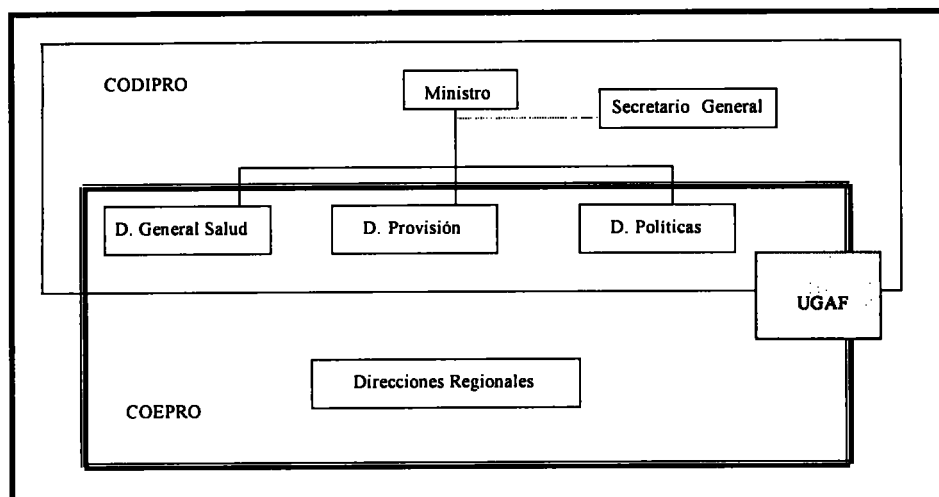 CODIPRO
Ministro
Secretario General
D. General Salud
D. Provisión
D. Políticas
UGAF
Direcciones Regionales
COEPRO